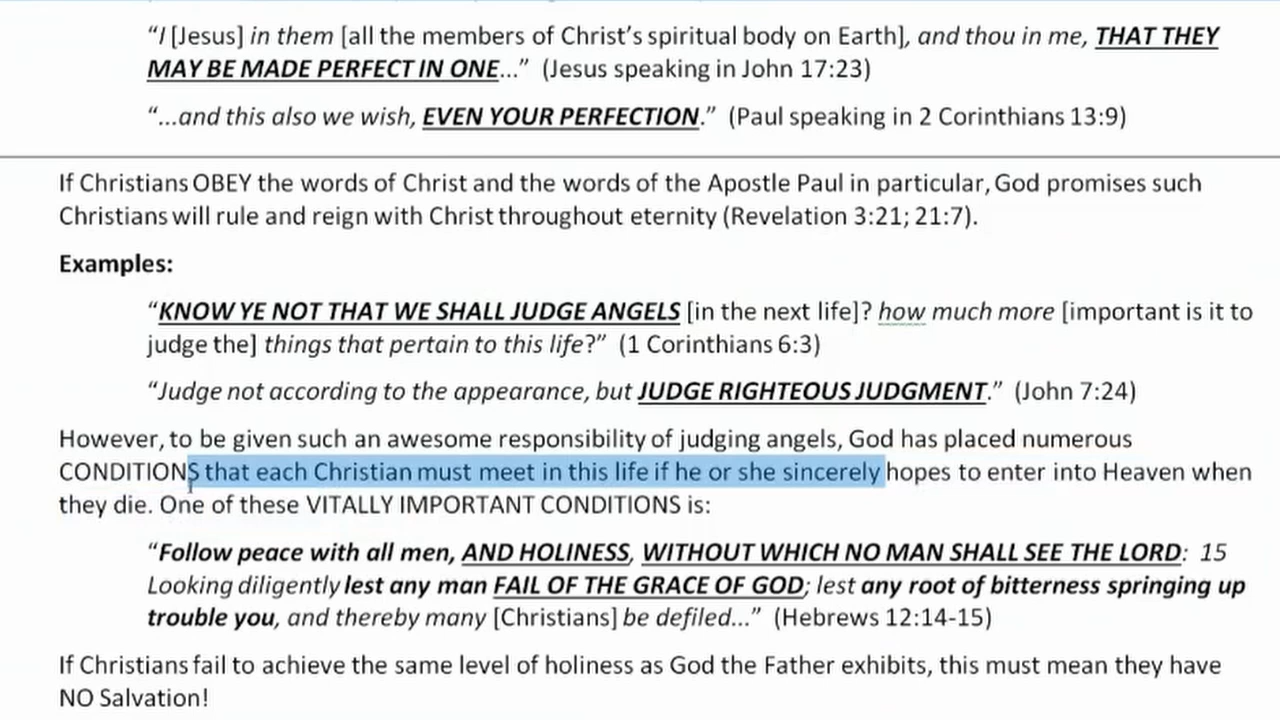 “I [Jesus] in them [all the members of Christ’s spiritual body on Earth], and thou in me, THAT THEY
MAY BE MADE PERFECT IN ONE…”  (Jesus speaking in John 17:23)
“…and this also we wish, EVEN YOUR PERFECTION.”  (Paul speaking in 2 Corinthians 13:9)
If Christians OBEY the words of Christ and the words of the Apostle Paul in particular, God promises such
Christians will rule and reign with Christ throughout eternity (Revelation 3:21; 21:7).
Examples:
“KNOW YE NOT THAT WE SHALL JUDGE ANGELS [in the next life]? how much more [important is it to
judge the] things that pertain to this life?”  (1 Corinthians 6:3)
“Judge not according to the appearance, but JUDGE RIGHTEOUS JUDGMENT.”  (John 7:24)
However, to be given such an awesome responsibility of judging angels, God has placed numerous
CONDITIONS that each Christian must meet in this life if he or she sincerely hopes to enter into Heaven when
they die. One of these VITALLY IMPORTANT CONDITIONS is:
“Follow peace with all men, AND HOLINESS, WITHOUT WHICH NO MAN SHALL SEE THE LORD:  15
Looking diligently lest any man FAIL OF THE GRACE OF GOD; lest any root of bitterness springing up
trouble you, and thereby many [Christians] be defiled…”  (Hebrews 12:14-15)
If Christians fail to achieve the same level of holiness as God the Father exhibits, this must mean they have
NO Salvation!